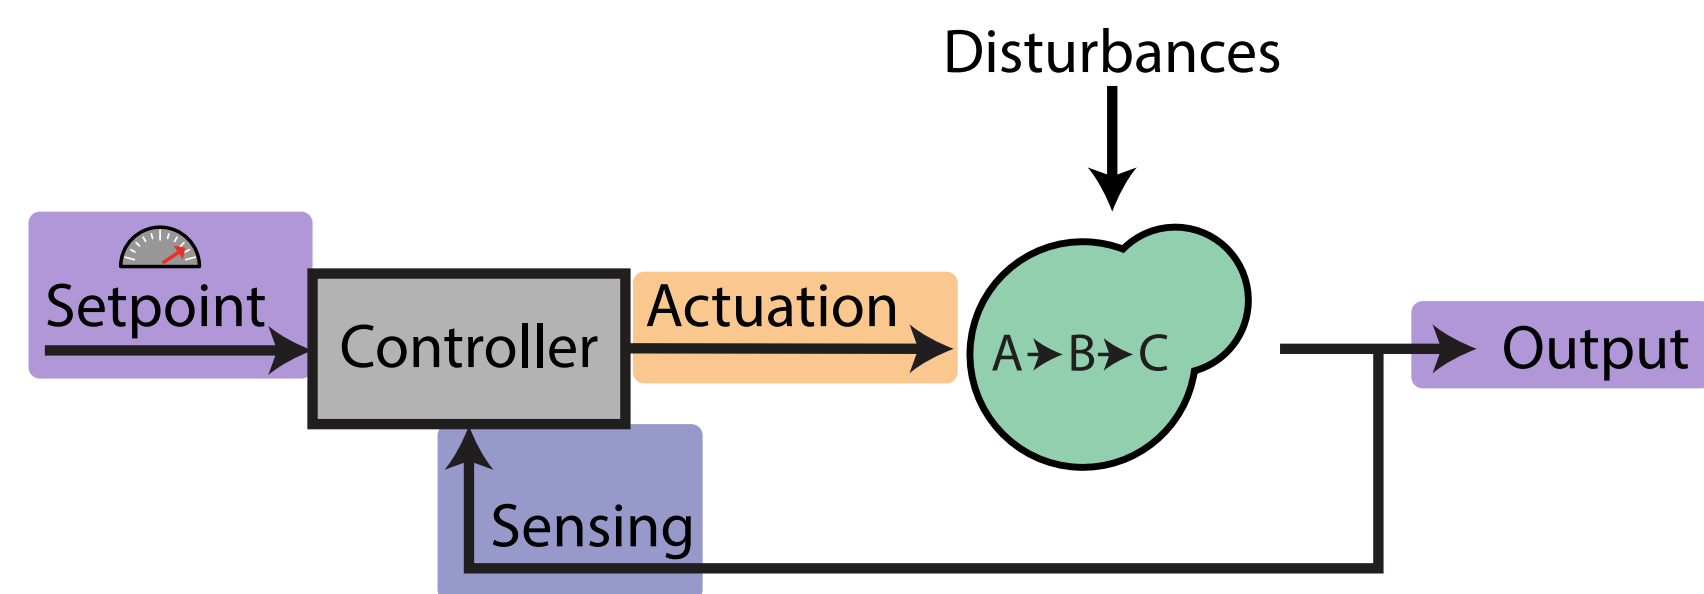 Disturbances
Setpoint
Controller
Actuation
A B C
Output
Sensing